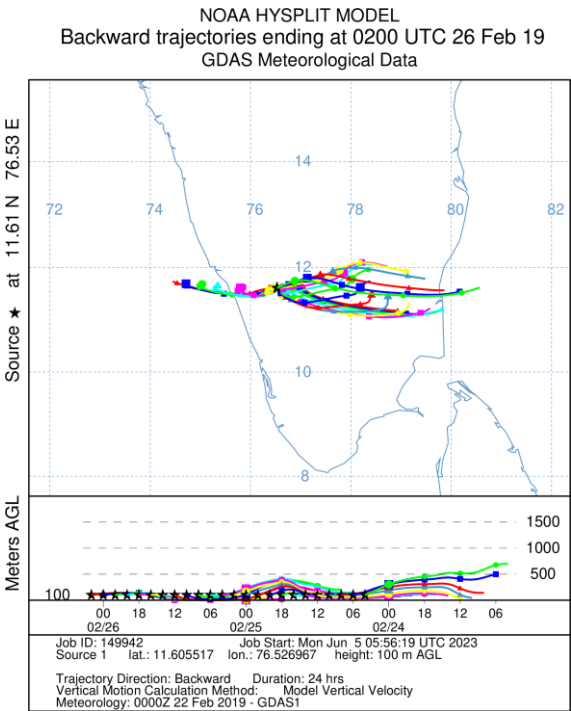 NOAA HYSPLIT MODEL
Backward trajectories ending at 0200 UTC 26 Feb 19
GDAS Meteorological Data
Source ★ at 11.61 N 76.53 E
14
72 74 76 78 80 82
12
10
8
Meters AGL
1500
1000
500
100
00 18 12 06 00 18 12 06 00 18 12 06
02/26 02/25 02/24
Job ID: 149942 Job Start: Mon Jun 5 05:56:19 UTC 2023
Source 1 lat.: 11.605517 lon.: 76.526967 height: 100 m AGL
Trajectory Direction: Backward Duration: 24 hrs
Vertical Motion Calculation Method: Model Vertical Velocity
Meteorology: 0000Z 22 Feb 2019 - GDAS1